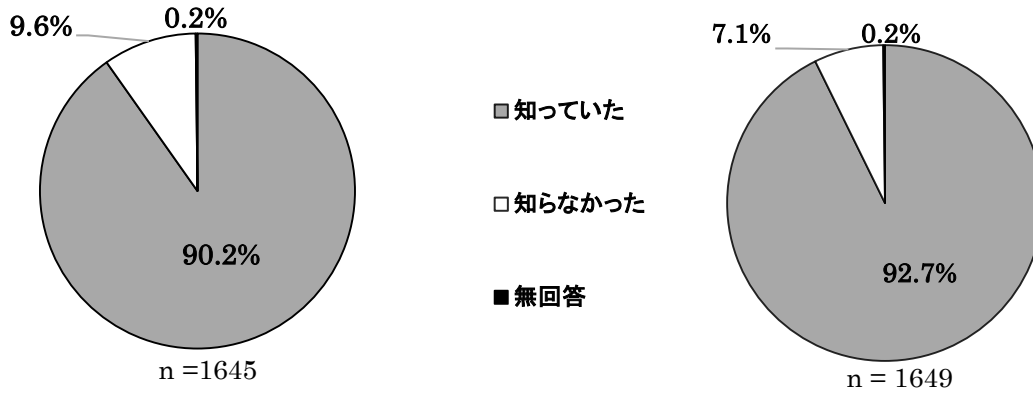 9.6%
0.2%
90.2%
n =1645
知っていた
知らなかった
無回答
7.1%
0.2%
92.7%
n = 1649